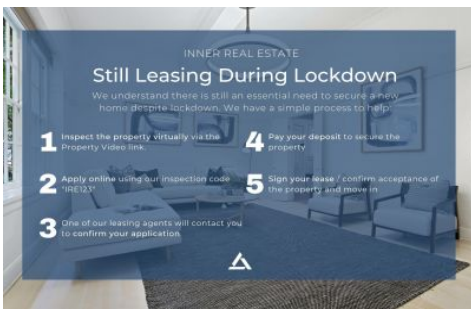 INNER REAL ESTATE
Still Leasing During Lockdown
We understand there is still an essential need to secure a new
home despite lockdown. We have a simple process to help:
1 Inspect the property virtually via the
Property Video link.
2 Apply online using our inspection code
"IRE123"
3 One of our leasing agents will contact you
to confirm your application
4 Pay your deposit to secure the
property
5 Sign your lease / confirm acceptance of
the property and move in